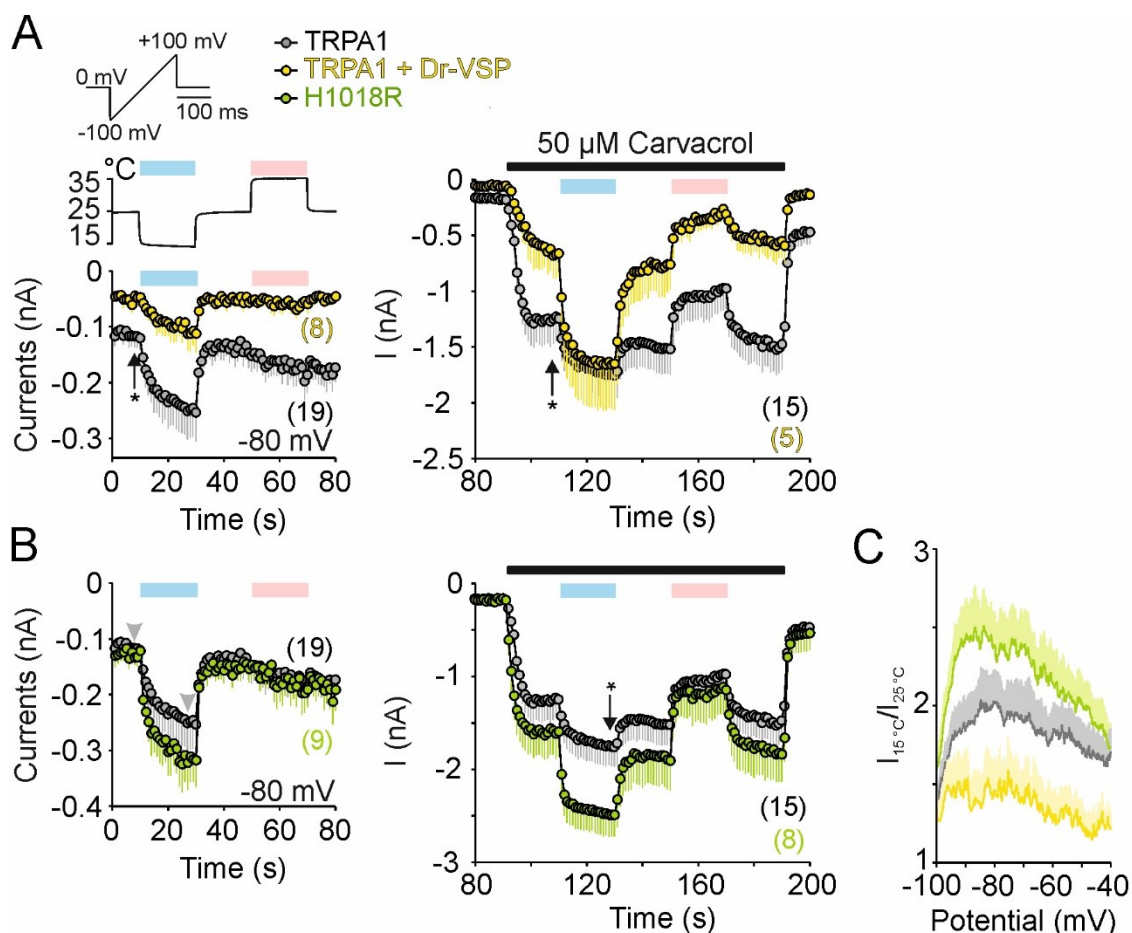 A
+100 mV
0 mV
-100 mV
100 ms
TRPA1
TRPA1 + Dr-VSP
H1018R
°C
35
25
15
0
-0.1
-0.2
-0.3
Currents (nA)
*
(8)
(19)
-80 mV
0 20 40 60 80
Time (s)
50 µM Carvacrol
0
-0.5
-1
-1.5
-2
-2.5
I (nA)
*
(15)
(5)
80 120 160 200
Time (s)
B
0
-0.1
-0.2
-0.3
-0.4
Currents (nA)
(19)
(9)
-80 mV
0 20 40 60 80
Time (s)
0
-1
-2
-3
I (nA)
*
(15)
(8)
80 120 160 200
Time (s)
C
3
2
1
I15 °C/I25 °C
-100 -80 -60 -40
Potential (mV)